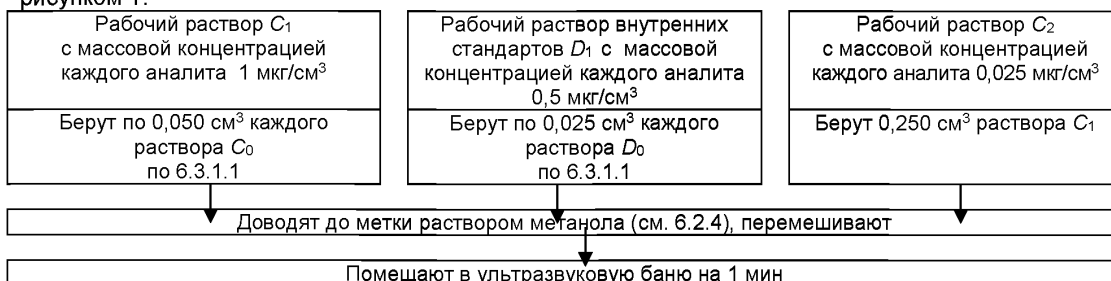 рисунком 1.
Рабочий раствор C₁
с массовой концентрацией
каждого аналита 1 мкг/см³
Берут по 0,050 см³ каждого
раствора C₀
по 6.3.1.1
Рабочий раствор внутренних
стандартов D₁ с массовой
концентрацией каждого аналита
0,5 мкг/см³
Берут по 0,025 см³ каждого
раствора D₀
по 6.3.1.1
Рабочий раствор C₂
с массовой концентрацией
каждого аналита 0,025 мкг/см³
Берут 0,250 см³ раствора C₁
Доводят до метки раствором метанола (см. 6.2.4), перемешивают
Помещают в ультразвуковую баню на 1 мин